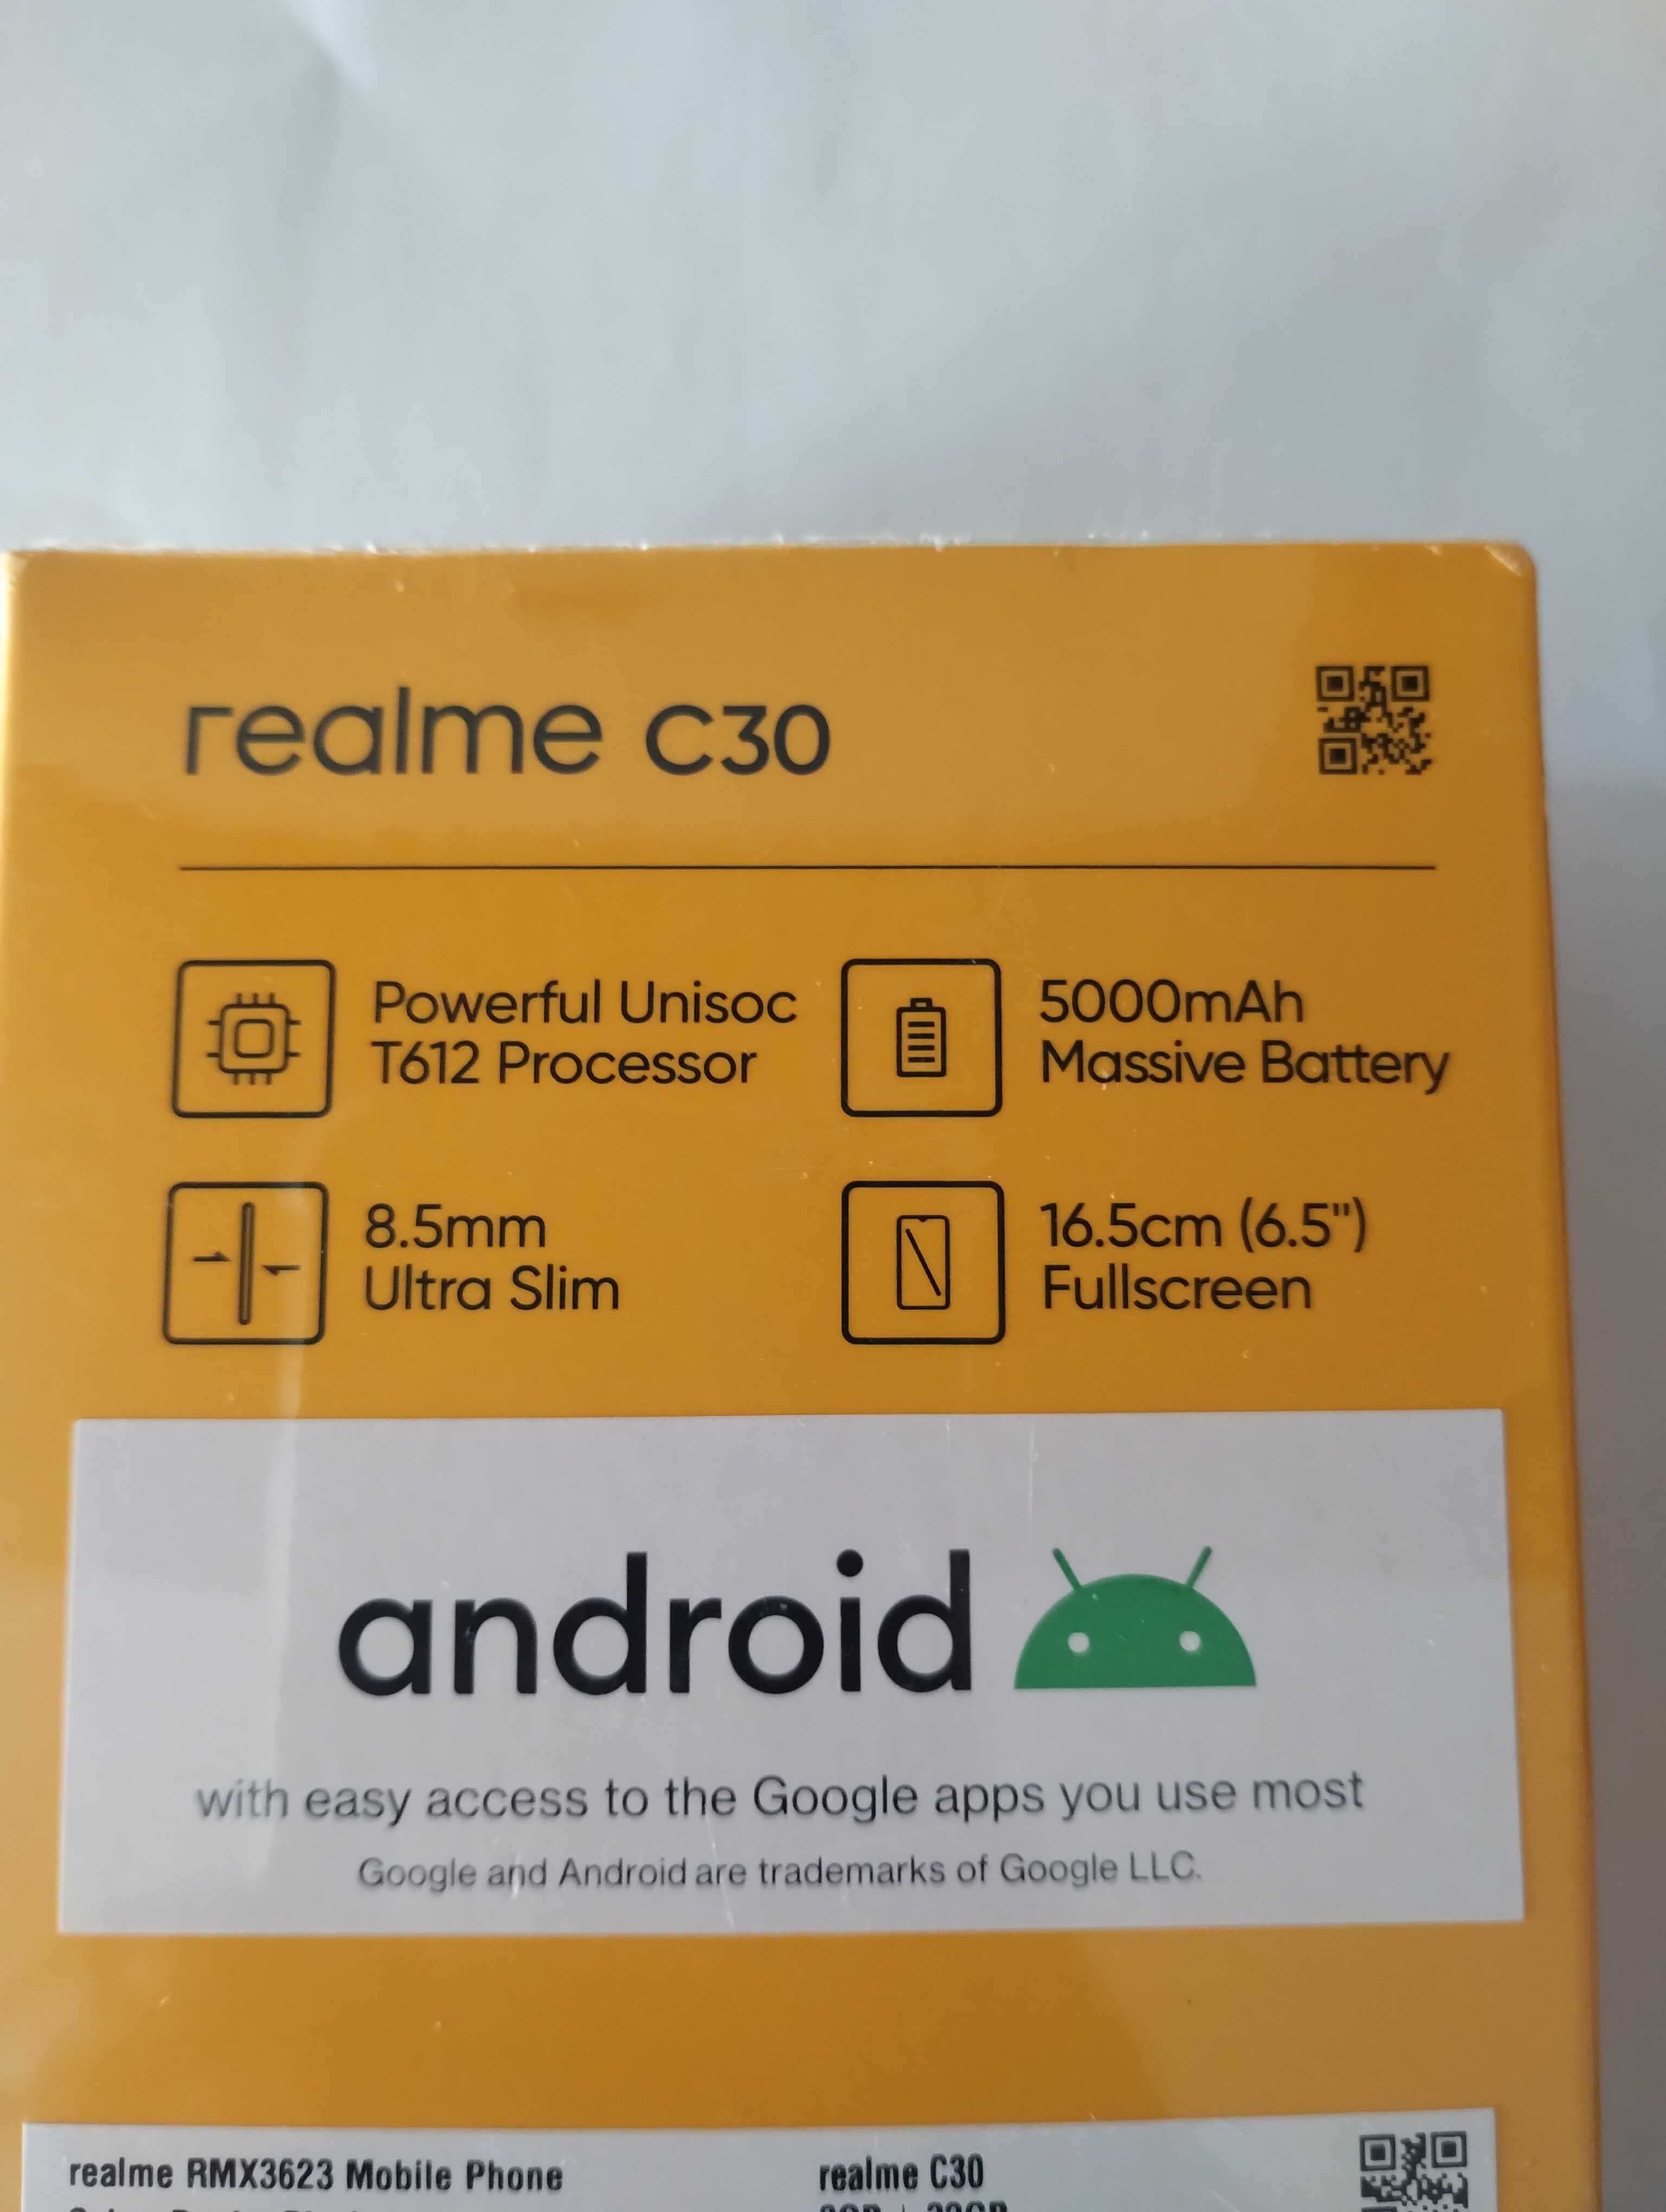 realme C30
Powerful Unisoc
T612 Processor
5000mAh
Massive Battery
8.5mm
Ultra Slim
16.5cm (6.5")
Fullscreen
android
with easy access to the Google apps you use most
Google and Android are trademarks of Google LLC.
realme RMX3623 Mobile Phone
realme C30